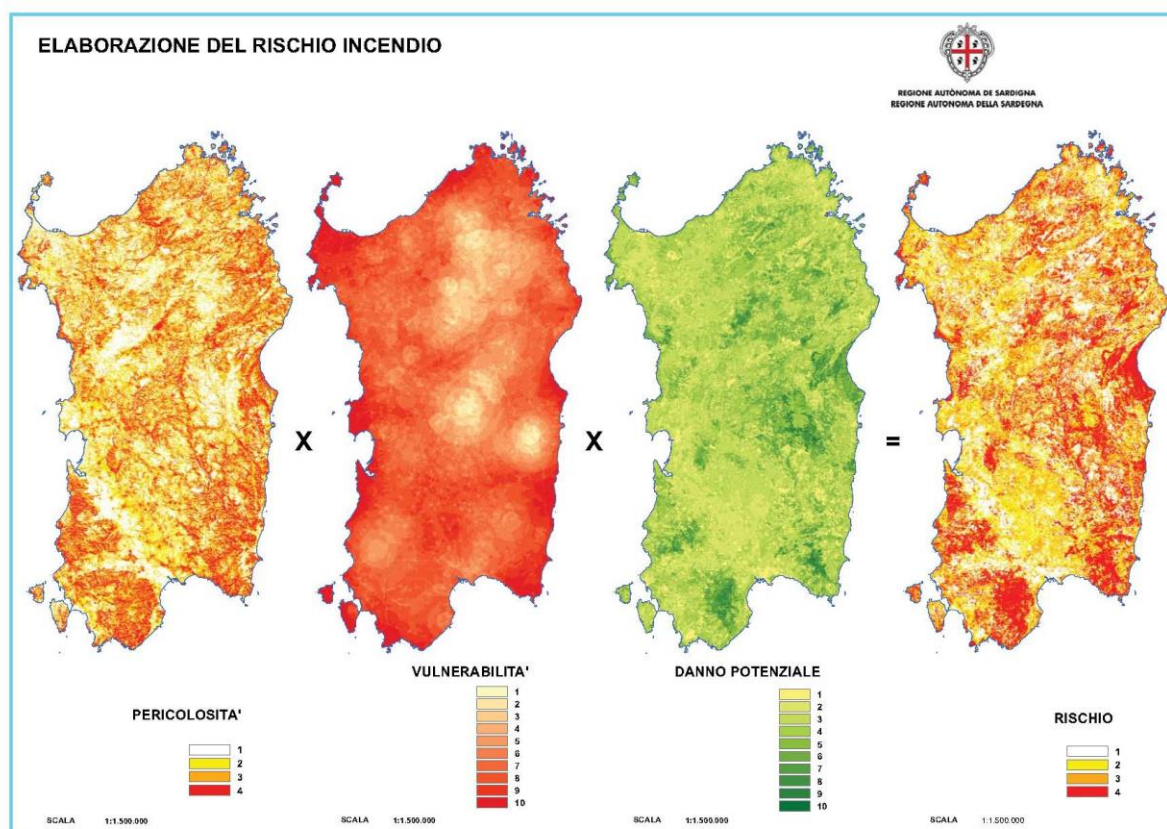 ELABORAZIONE DEL RISCHIO INCENDIO
REGIONE AUTÒNOMA DE SARDIGNA
REGIONE AUTONOMA DELLA SARDEGNA
X
X
=
PERICOLOSITA'
1
2
3
4
SCALA 1:1.500.000
VULNERABILITA'
1
2
3
4
5
6
7
8
9
10
SCALA 1:1.500.000
DANNO POTENZIALE
1
2
3
4
5
6
7
8
9
10
SCALA 1:1.500.000
RISCHIO
1
2
3
4
SCALA 1:1.500.000